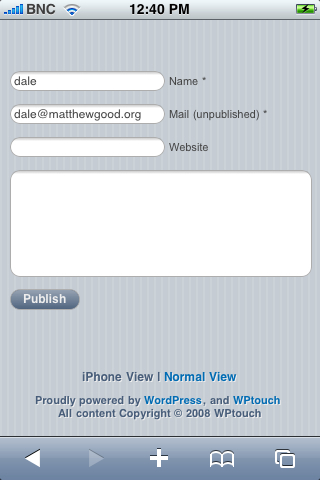 BNC 12:40 PM
dale Name *
dale@matthewgood.org Mail (unpublished) *
Website
Publish
iPhone View | Normal View
Proudly powered by WordPress, and WPtouch
All content Copyright © 2008 WPtouch